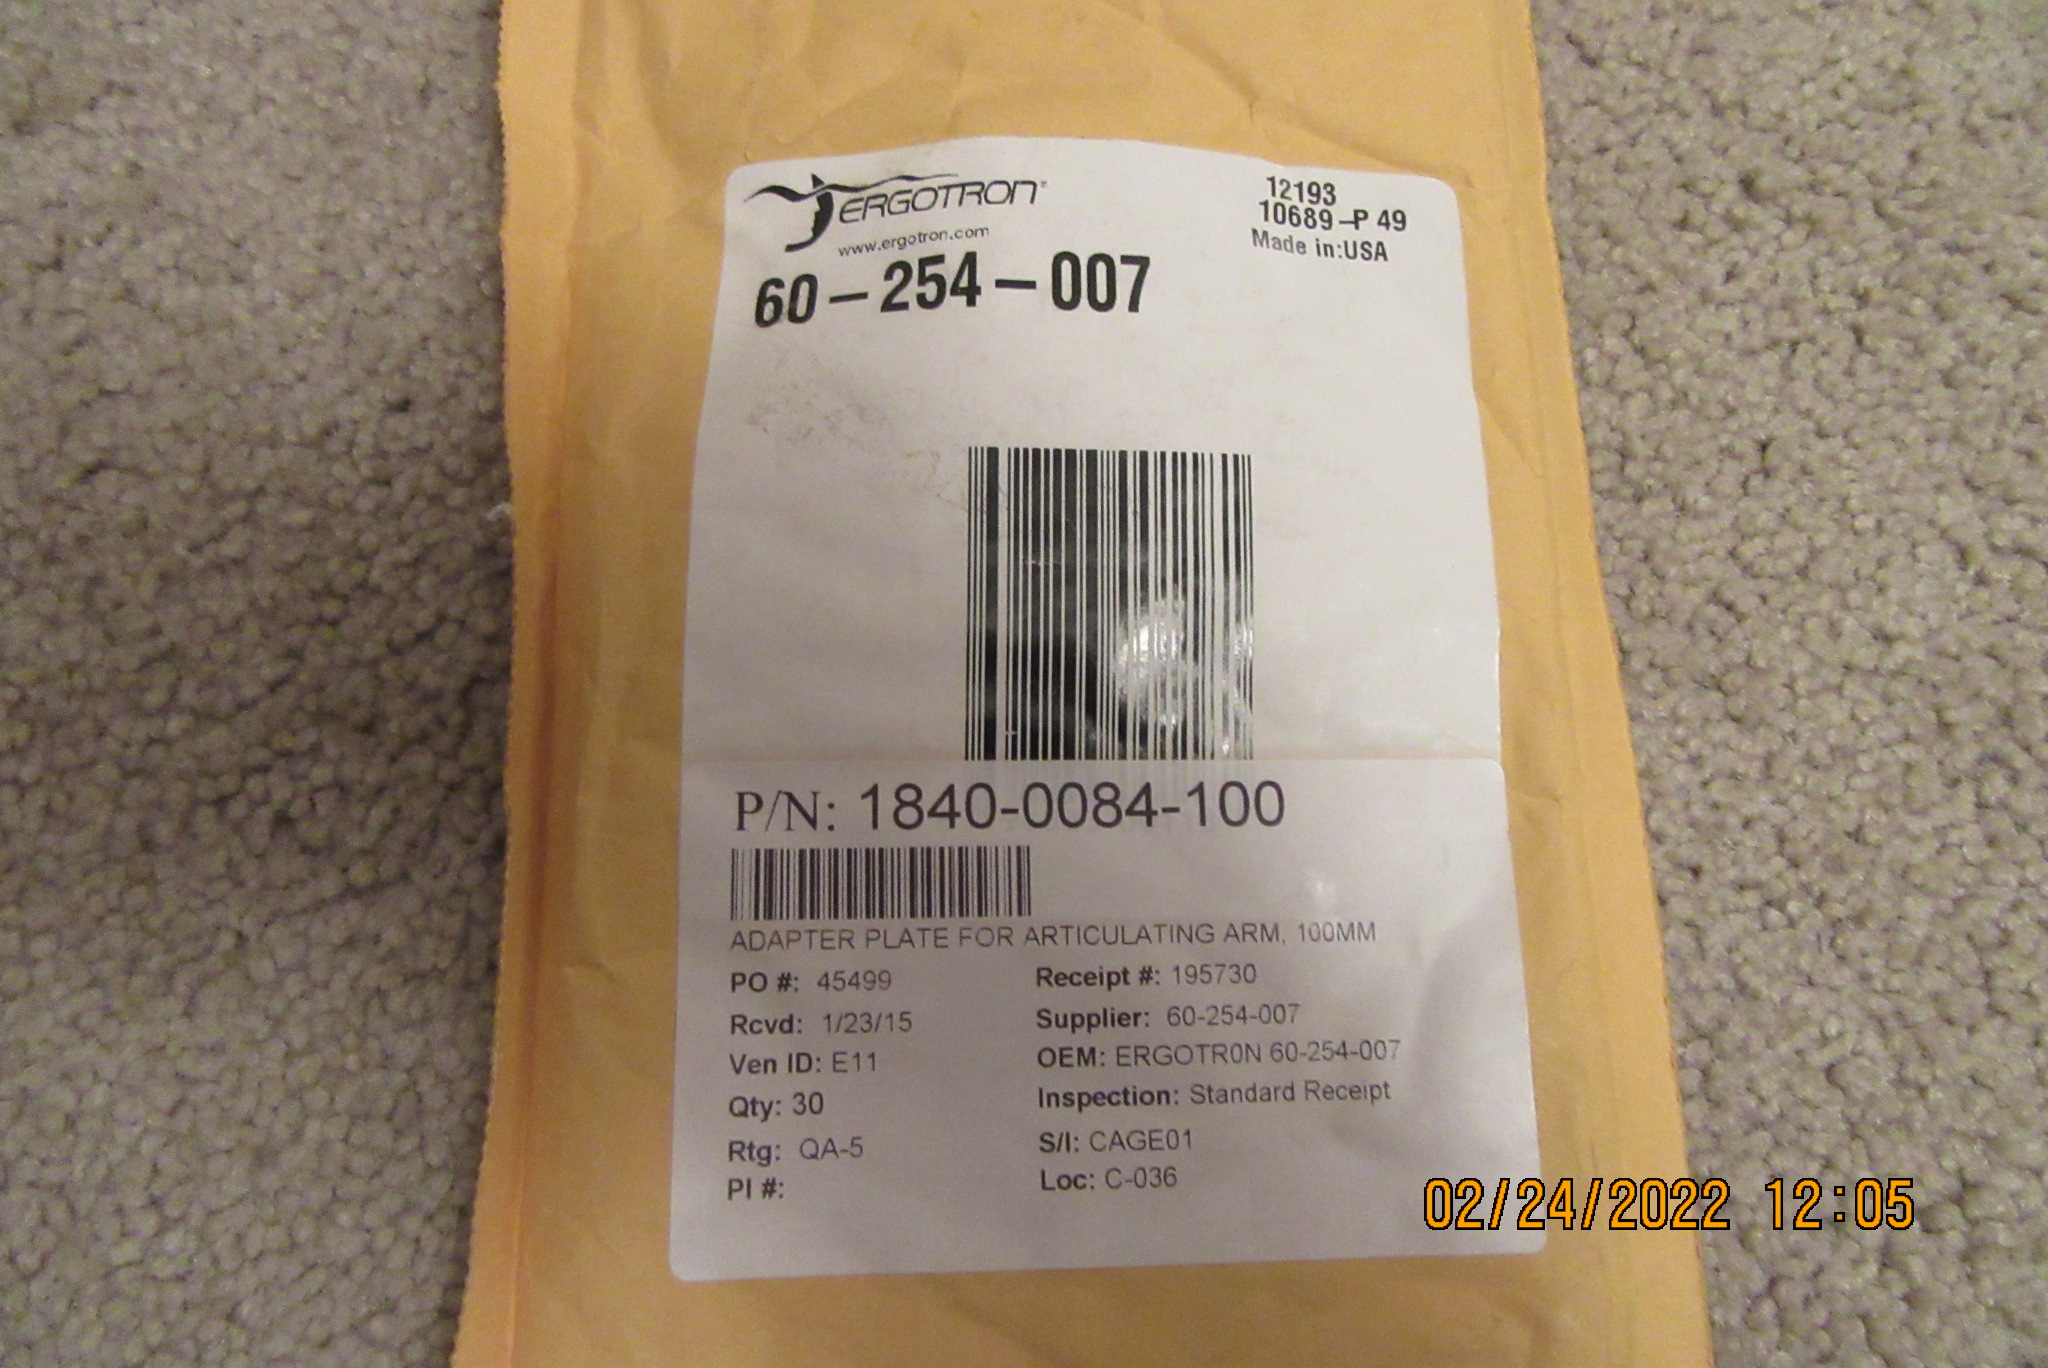 ERGOTRON®
www.ergotron.com
12193
10689-P 49
Made in:USA
60-254-007
P/N: 1840-0084-100
ADAPTER PLATE FOR ARTICULATING ARM, 100MM
PO #: 45499
Receipt #: 195730
Rcvd: 1/23/15
Supplier: 60-254-007
Ven ID: E11
OEM: ERGOTR0N 60-254-007
Qty: 30
Inspection: Standard Receipt
Rtg: QA-5
S/I: CAGE01
PI #:
Loc: C-036
02/24/2022 12:05